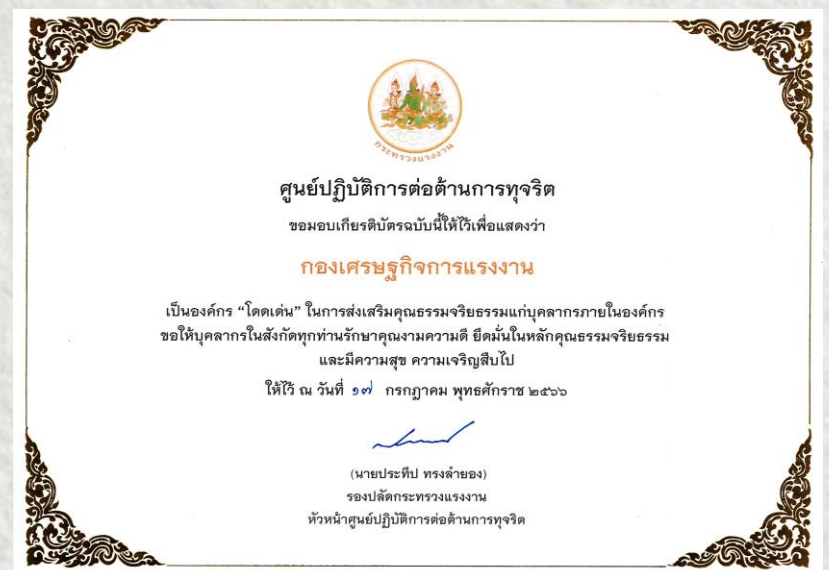 กระทรวงแรงงาน
ศูนย์ปฏิบัติการต่อต้านการทุจริต
ขอมอบเกียรติบัตรฉบับนี้ให้ไว้เพื่อแสดงว่า
กองเศรษฐกิจการแรงงาน
เป็นองค์กร “โดดเด่น” ในการส่งเสริมคุณธรรมจริยธรรมแก่บุคลากรภายในองค์กร
ขอให้บุคลากรในสังกัดทุกท่านรักษาคุณงามความดี ยึดมั่นในหลักคุณธรรมจริยธรรม
และมีความสุข ความเจริญสืบไป
ให้ไว้ ณ วันที่ ๑๗ กรกฎาคม พุทธศักราช ๒๕๖๖
(นายประทีป ทรงลำยอง)
รองปลัดกระทรวงแรงงาน
หัวหน้าศูนย์ปฏิบัติการต่อต้านการทุจริต